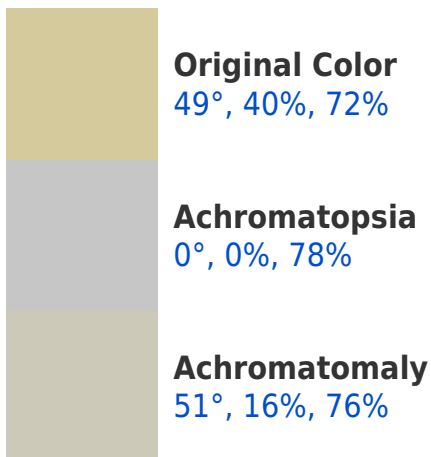 Original Color
49°, 40%, 72%
Achromatopsia
0°, 0%, 78%
Achromatomaly
51°, 16%, 76%